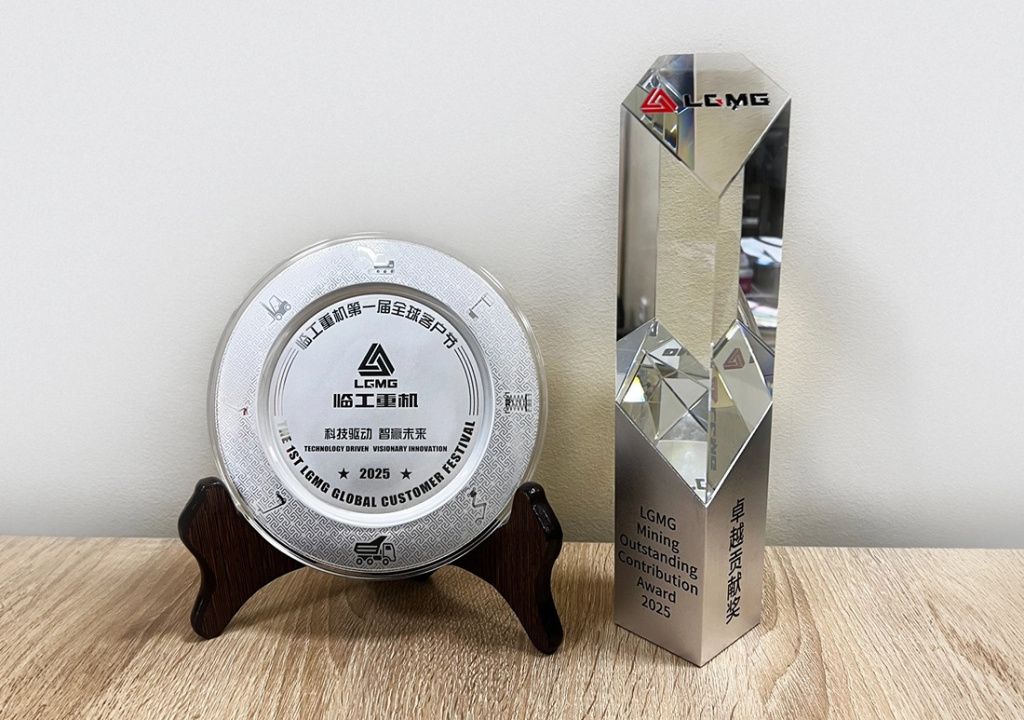 临工重机第一届全球客户节
LGMG
临工重机
科技驱动 智赢未来
TECHNOLOGY DRIVEN VISIONARY INNOVATION
★ 2025 ★
THE 1ST LGMG GLOBAL CUSTOMER FESTIVAL
LGMG
LGMG
Mining
Outstanding
Contribution
Award
2025
卓越贡献奖